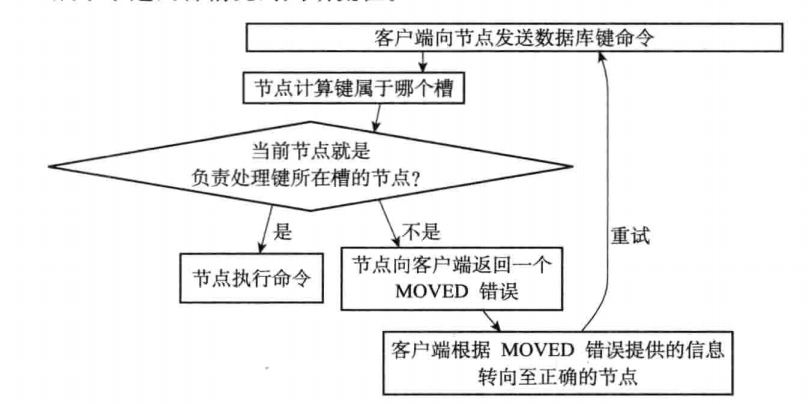 客户端向节点发送数据库键命令
节点计算键属于哪个槽
当前节点就是
负责处理键所在槽的节点?
是
不是
重试
节点执行命令
节点向客户端返回一个
MOVED 错误
客户端根据 MOVED 错误提供的信息
转向至正确的节点